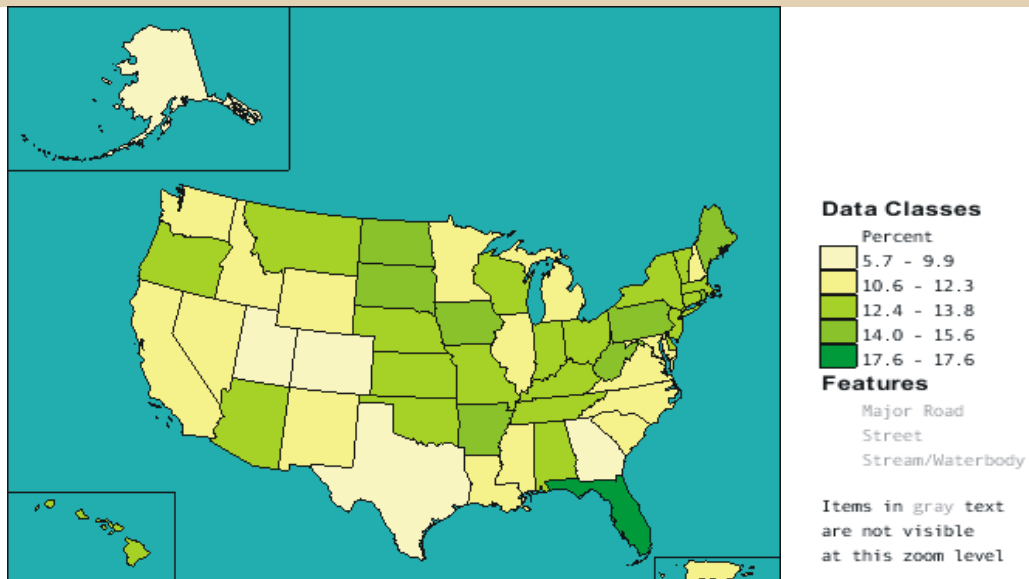 Data Classes
Percent
5.7 - 9.9
10.6 - 12.3
12.4 - 13.8
14.0 - 15.6
17.6 - 17.6
Features
Major Road
Street
Stream/Waterbody
Items in gray text
are not visible
at this zoom level